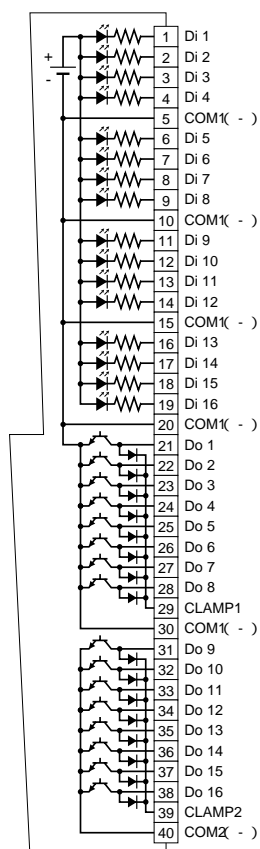 +
-
1 Di 1
2 Di 2
3 Di 3
4 Di 4
5 COM1( - )
6 Di 5
7 Di 6
8 Di 7
9 Di 8
10 COM1( - )
11 Di 9
12 Di 10
13 Di 11
14 Di 12
15 COM1( - )
16 Di 13
17 Di 14
18 Di 15
19 Di 16
20 COM1( - )
21 Do 1
22 Do 2
23 Do 3
24 Do 4
25 Do 5
26 Do 6
27 Do 7
28 Do 8
29 CLAMP1
30 COM1( - )
31 Do 9
32 Do 10
33 Do 11
34 Do 12
35 Do 13
36 Do 14
37 Do 15
38 Do 16
39 CLAMP2
40 COM2( - )